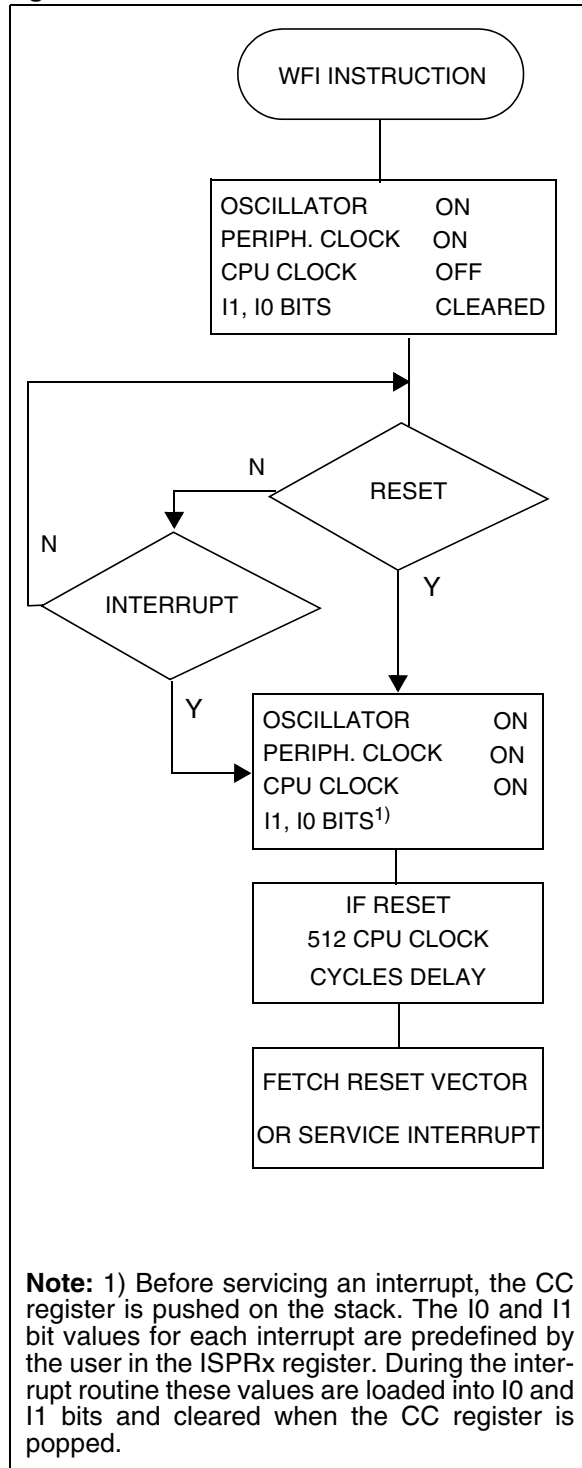 WFI INSTRUCTION
OSCILLATOR ON
PERIPH. CLOCK ON
CPU CLOCK OFF
I1, I0 BITS CLEARED
N
RESET
N
INTERRUPT
Y
Y
OSCILLATOR ON
PERIPH. CLOCK ON
CPU CLOCK ON
I1, I0 BITS1)
IF RESET
512 CPU CLOCK
CYCLES DELAY
FETCH RESET VECTOR
OR SERVICE INTERRUPT
Note: 1) Before servicing an interrupt, the CC
register is pushed on the stack. The I0 and I1
bit values for each interrupt are predefined by
the user in the ISPRx register. During the inter-
rupt routine these values are loaded into I0 and
I1 bits and cleared when the CC register is
popped.